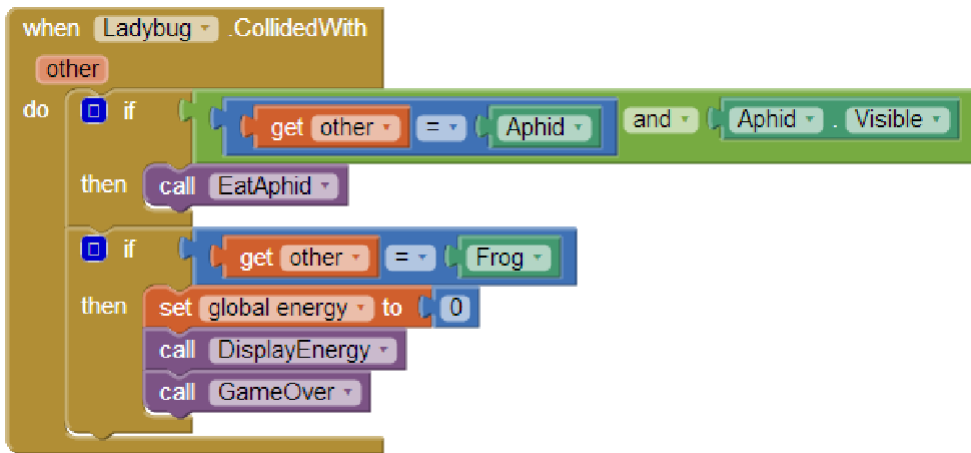 when Ladybug .CollidedWith
other
do if get other = Aphid and Aphid . Visible
then call EatAphid
if get other = Frog
then set global energy to 0
call DisplayEnergy
call GameOver